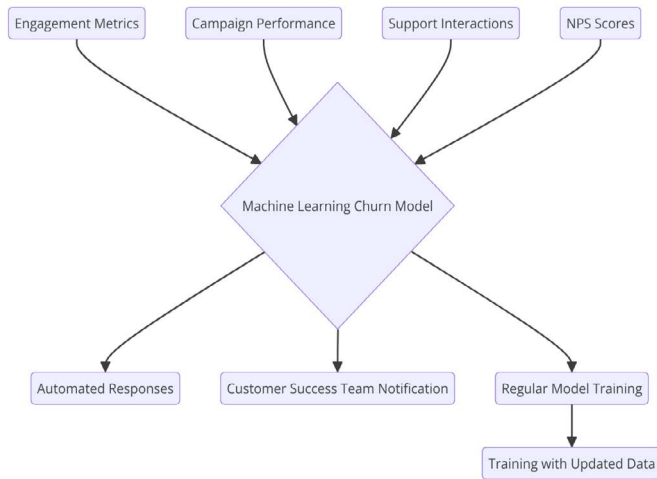 Engagement Metrics
Campaign Performance
Support Interactions
NPS Scores
Machine Learning Churn Model
Automated Responses
Customer Success Team Notification
Regular Model Training
Training with Updated Data